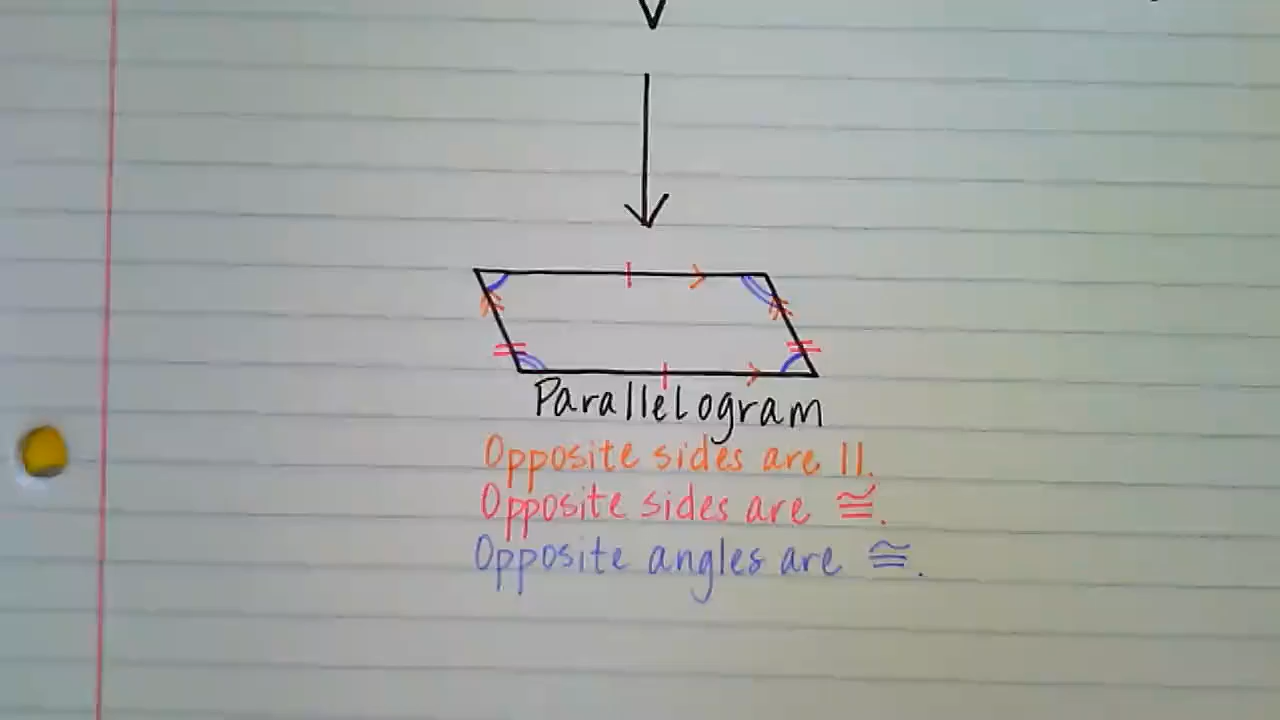 Parallelogram
Opposite sides are ||.
Opposite sides are ≅.
Opposite angles are ≅.